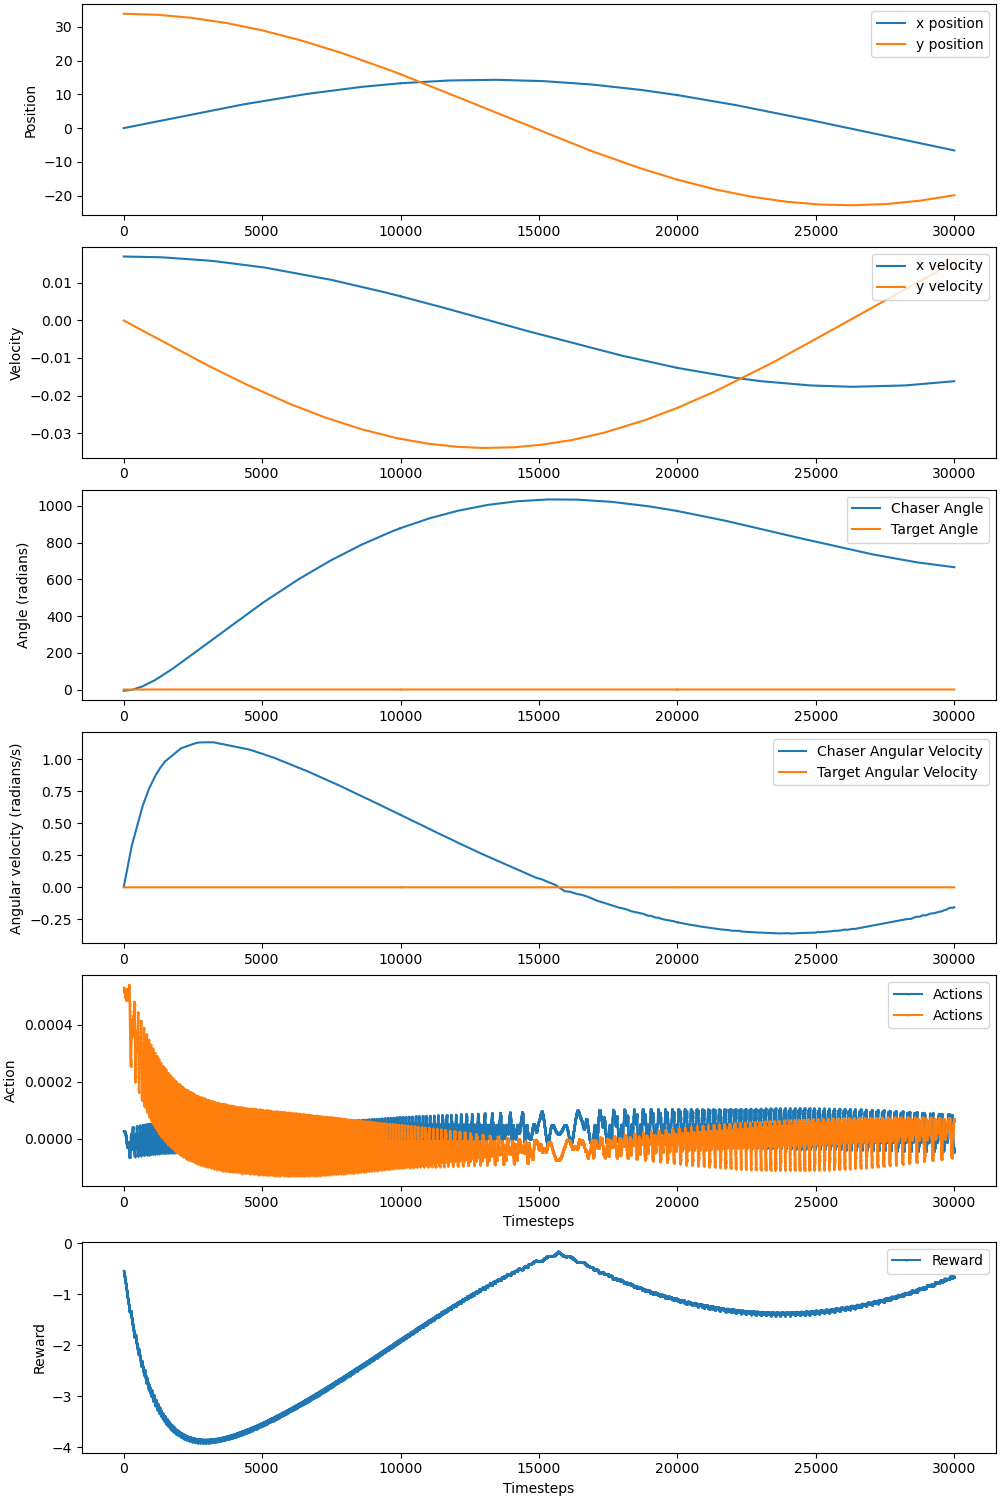 30
20
10
0
−10
−20
Position
x position
y position
0 5000 10000 15000 20000 25000 30000
0.01
0.00
−0.01
−0.02
−0.03
Velocity
x velocity
y velocity
0 5000 10000 15000 20000 25000 30000
1000
800
600
400
200
0
Angle (radians)
Chaser Angle
Target Angle
0 5000 10000 15000 20000 25000 30000
1.00
0.75
0.50
0.25
0.00
−0.25
Angular velocity (radians/s)
Chaser Angular Velocity
Target Angular Velocity
0 5000 10000 15000 20000 25000 30000
0.0004
0.0002
0.0000
Action
Actions
Actions
0 5000 10000 15000 20000 25000 30000
Timesteps
0
−1
−2
−3
−4
Reward
Reward
0 5000 10000 15000 20000 25000 30000
Timesteps